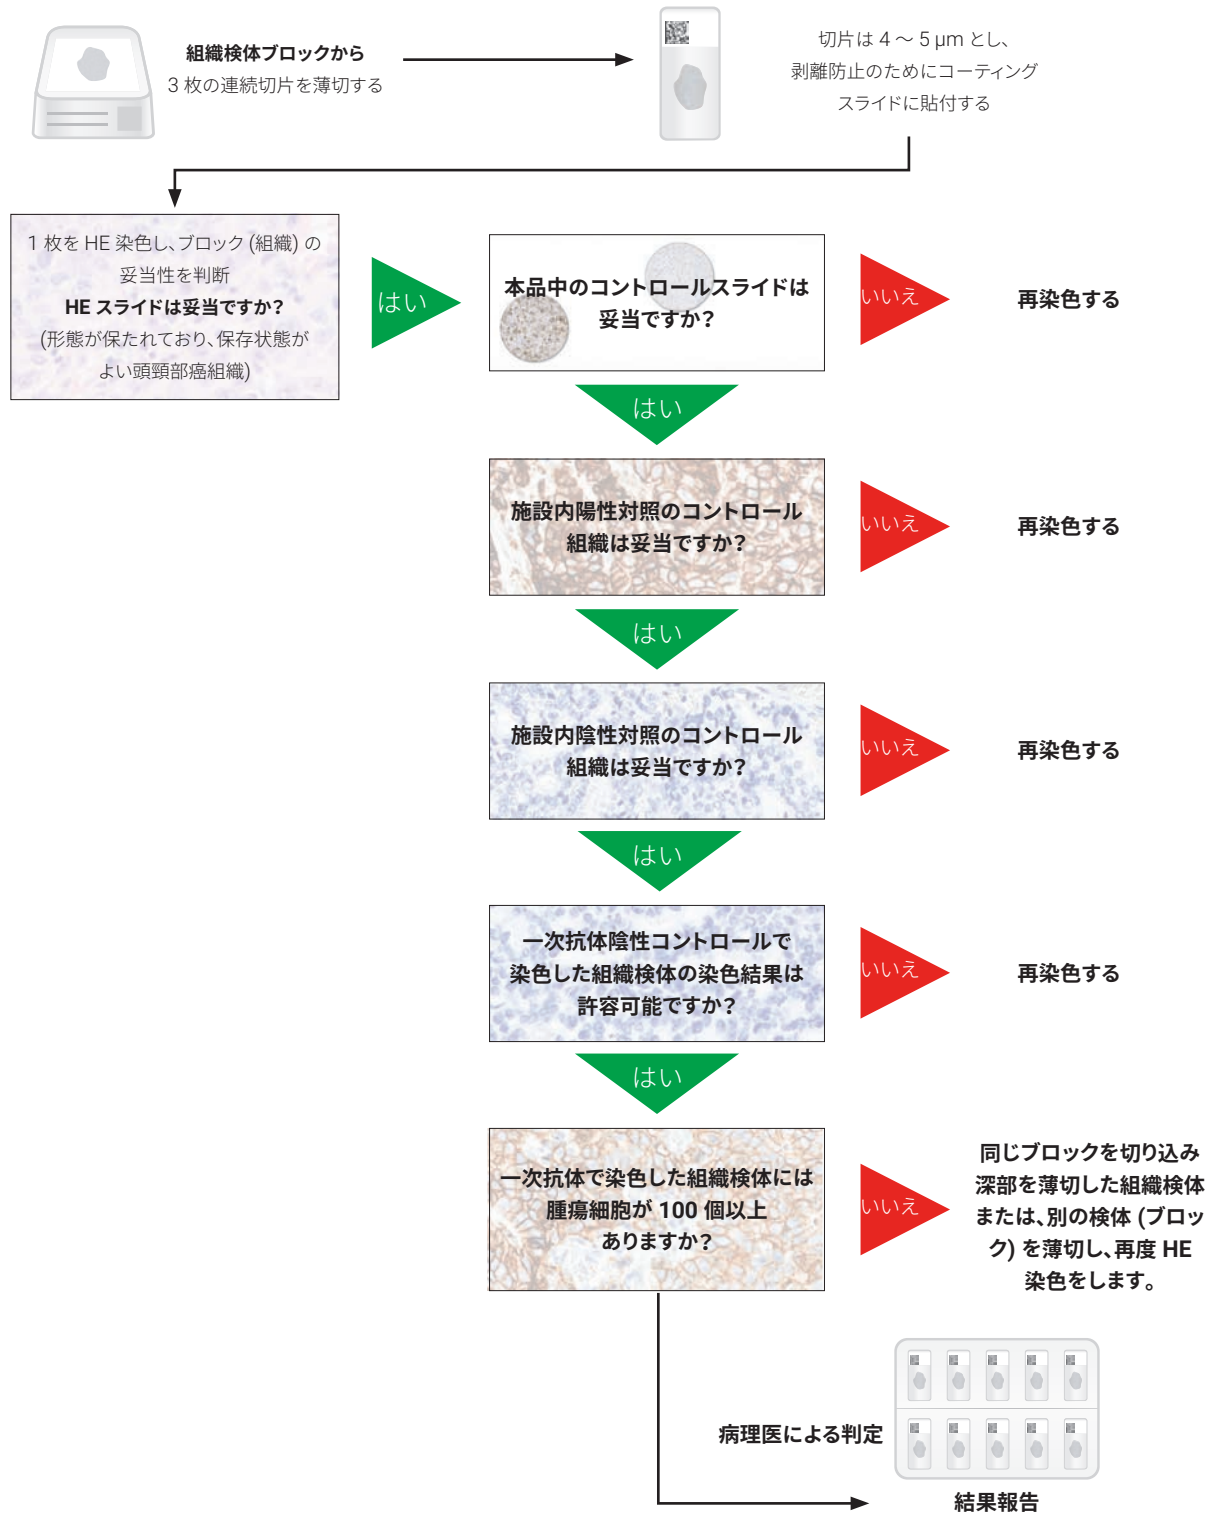 組織検体ブロックから
3 枚の連続切片を薄切する
切片は 4 ~ 5 μm とし、
剥離防止のためにコーティング
スライドに貼付する
1 枚を HE 染色し、ブロック (組織) の
妥当性を判断
HE スライドは妥当ですか?
(形態が保たれており、保存状態が
よい頭頸部癌組織)
はい
本品中のコントロールスライドは
妥当ですか?
いいえ
再染色する
はい
施設内陽性対照のコントロール
組織は妥当ですか?
いいえ
再染色する
はい
施設内陰性対照のコントロール
組織は妥当ですか?
いいえ
再染色する
はい
一次抗体陰性コントロールで
染色した組織検体の染色結果は
許容可能ですか?
いいえ
再染色する
はい
一次抗体で染色した組織検体には
腫瘍細胞が 100 個以上
ありますか?
いいえ
同じブロックを切り込み
深部を薄切した組織検体
または、別の検体 (ブロッ
ク) を薄切し、再度 HE
染色をします。
病理医による判定
結果報告